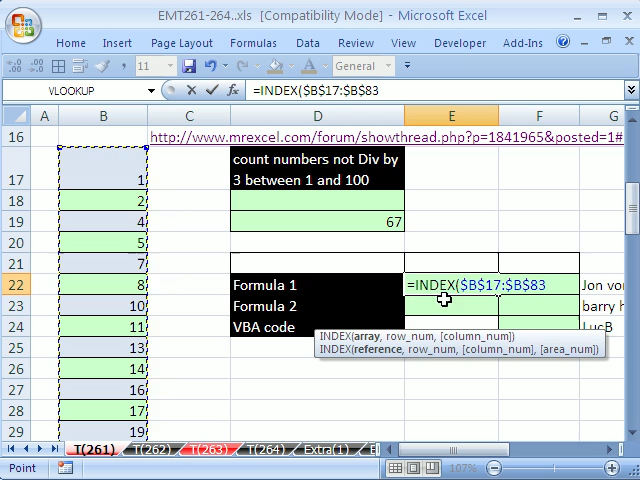 EMT261-264..xls [Compatibility Mode] - Microsoft Excel
Home Insert Page Layout Formulas Data Review View Developer Add-Ins
11 A General
VLOOKUP fx =INDEX($B$17:$B$83
A B C D E F G
16 http://www.mrexcel.com/forum/showthread.php?p=1841965&posted=1#
17 1 count numbers not Div by 3 between 1 and 100
18 2
19 4 67
20 5
21 7
22 8 Formula 1 =INDEX($B$17:$B$83 Jon vor
23 10 Formula 2 barry h
24 11 VBA code LucB
INDEX(array, row_num, [column_num])
INDEX(reference, row_num, [column_num], [area_num])
25 13
26 14
27 16
28 17
29 19
T(261) T(262) T(263) T(264) Extra(1) E
Point 107%